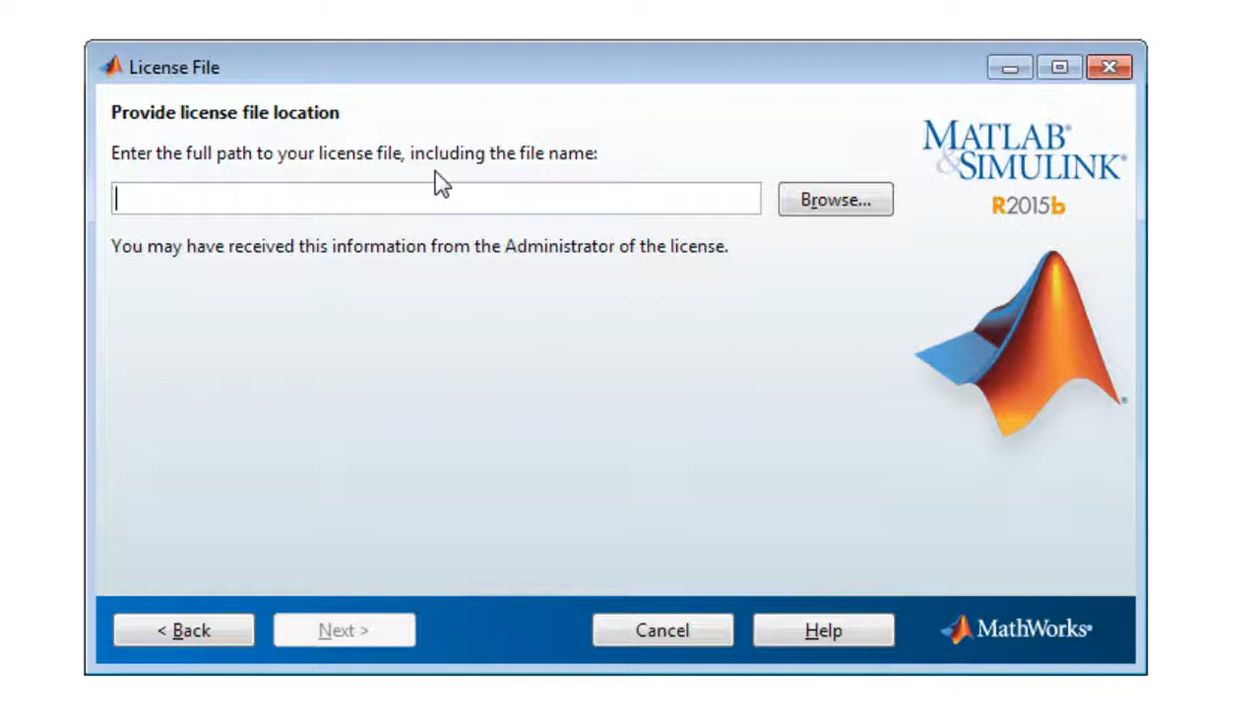 License File
Provide license file location
Enter the full path to your license file, including the file name:
Browse...
You may have received this information from the Administrator of the license.
MATLAB®
&SIMULINK®
R2015b
®
< Back
Next >
Cancel
Help
MathWorks®